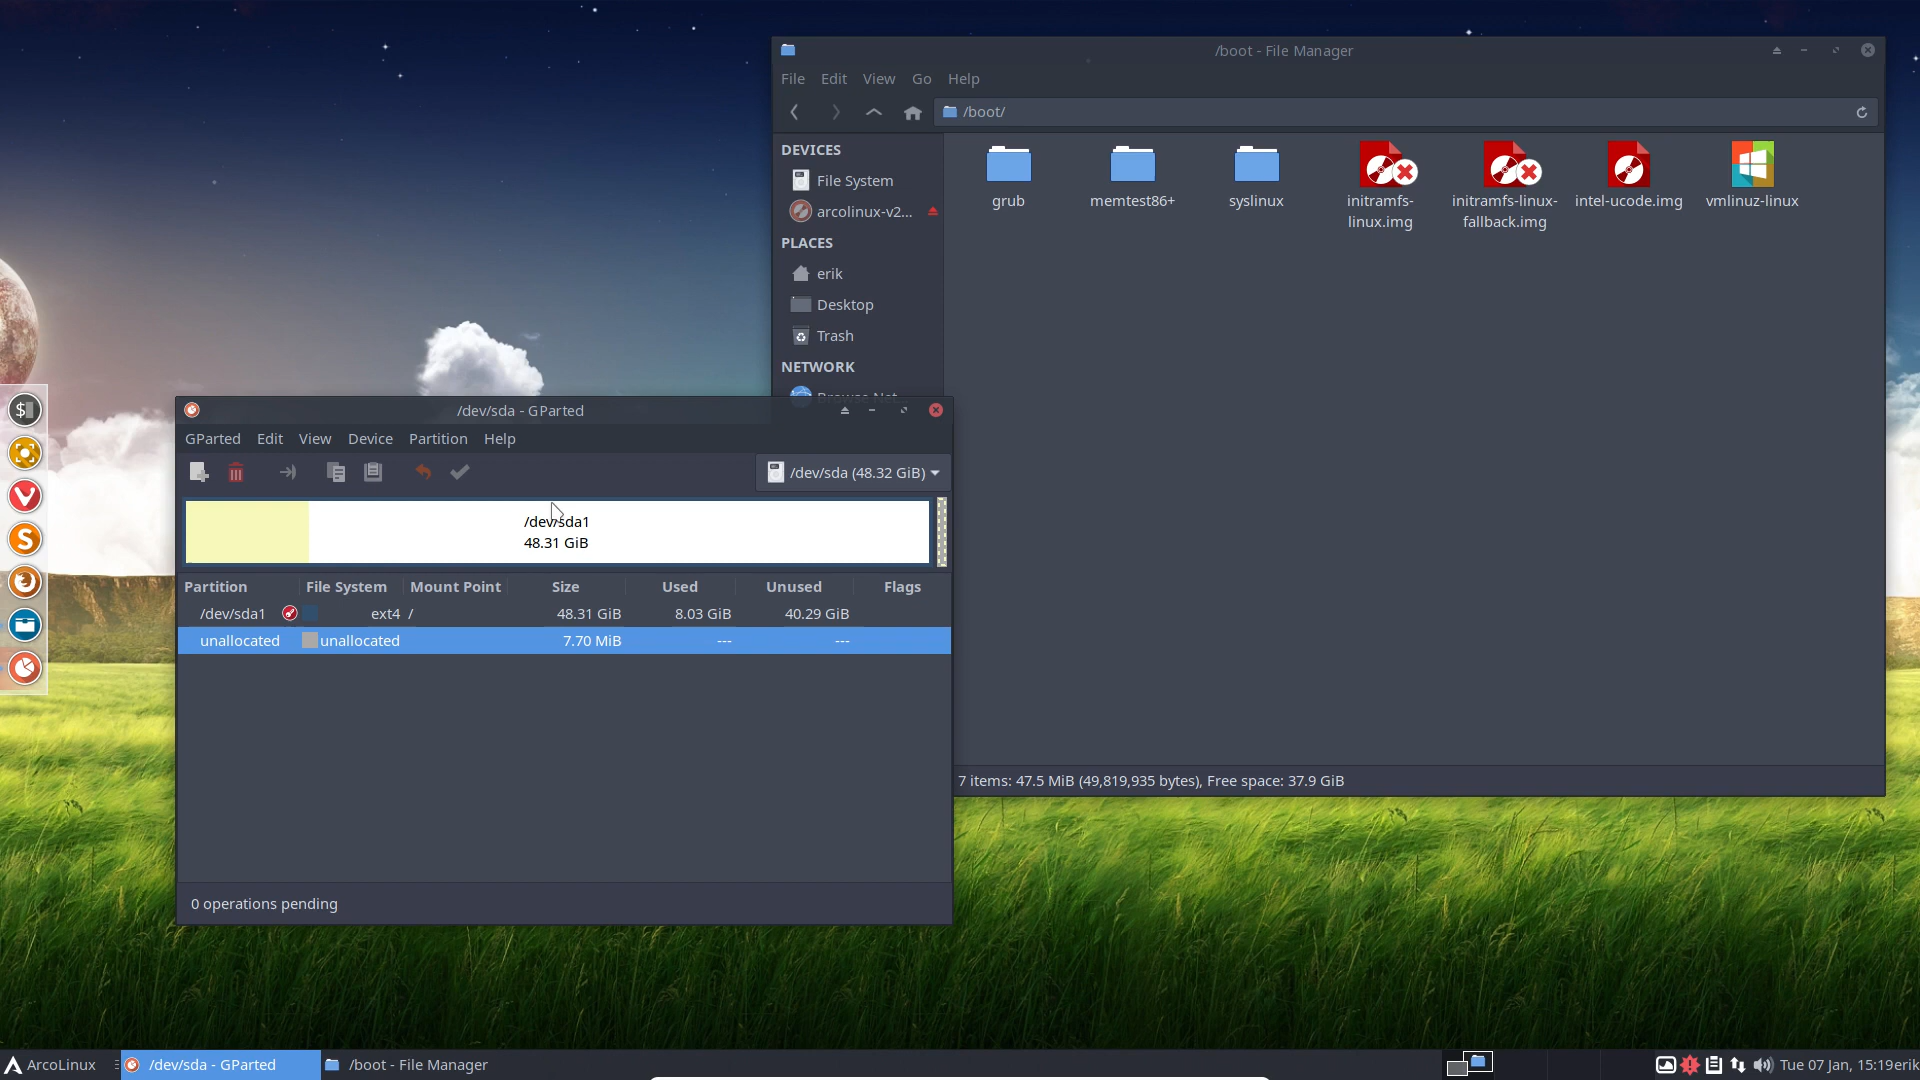 /boot - File Manager
File Edit View Go Help
/boot/
DEVICES
File System
arcolinux-v2...
PLACES
erik
Desktop
Trash
NETWORK
Browse Net...
grub
memtest86+
syslinux
initramfs-
linux.img
initramfs-linux-
fallback.img
intel-ucode.img
vmlinuz-linux
7 items: 47.5 MiB (49,819,935 bytes), Free space: 37.9 GiB
/dev/sda - GParted
GParted Edit View Device Partition Help
/dev/sda (48.32 GiB)
/dev/sda1
48.31 GiB
Partition File System Mount Point Size Used Unused Flags
/dev/sda1 ext4 / 48.31 GiB 8.03 GiB 40.29 GiB
unallocated unallocated 7.70 MiB --- ---
0 operations pending
ArcoLinux /dev/sda - GParted /boot - File Manager Tue 07 Jan, 15:19erik